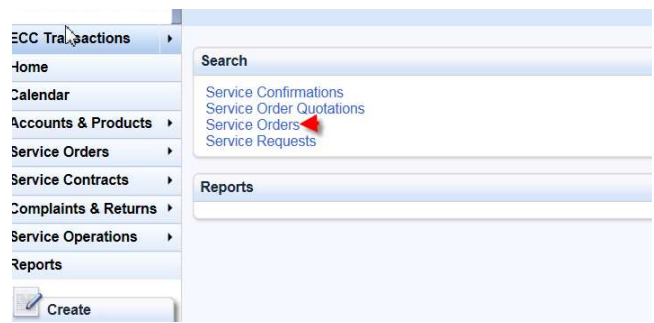 ECC Transactions
Home
Calendar
Accounts & Products
Service Orders
Service Contracts
Complaints & Returns
Service Operations
Reports
Create
Search
Service Confirmations
Service Order Quotations
Service Orders
Service Requests
Reports